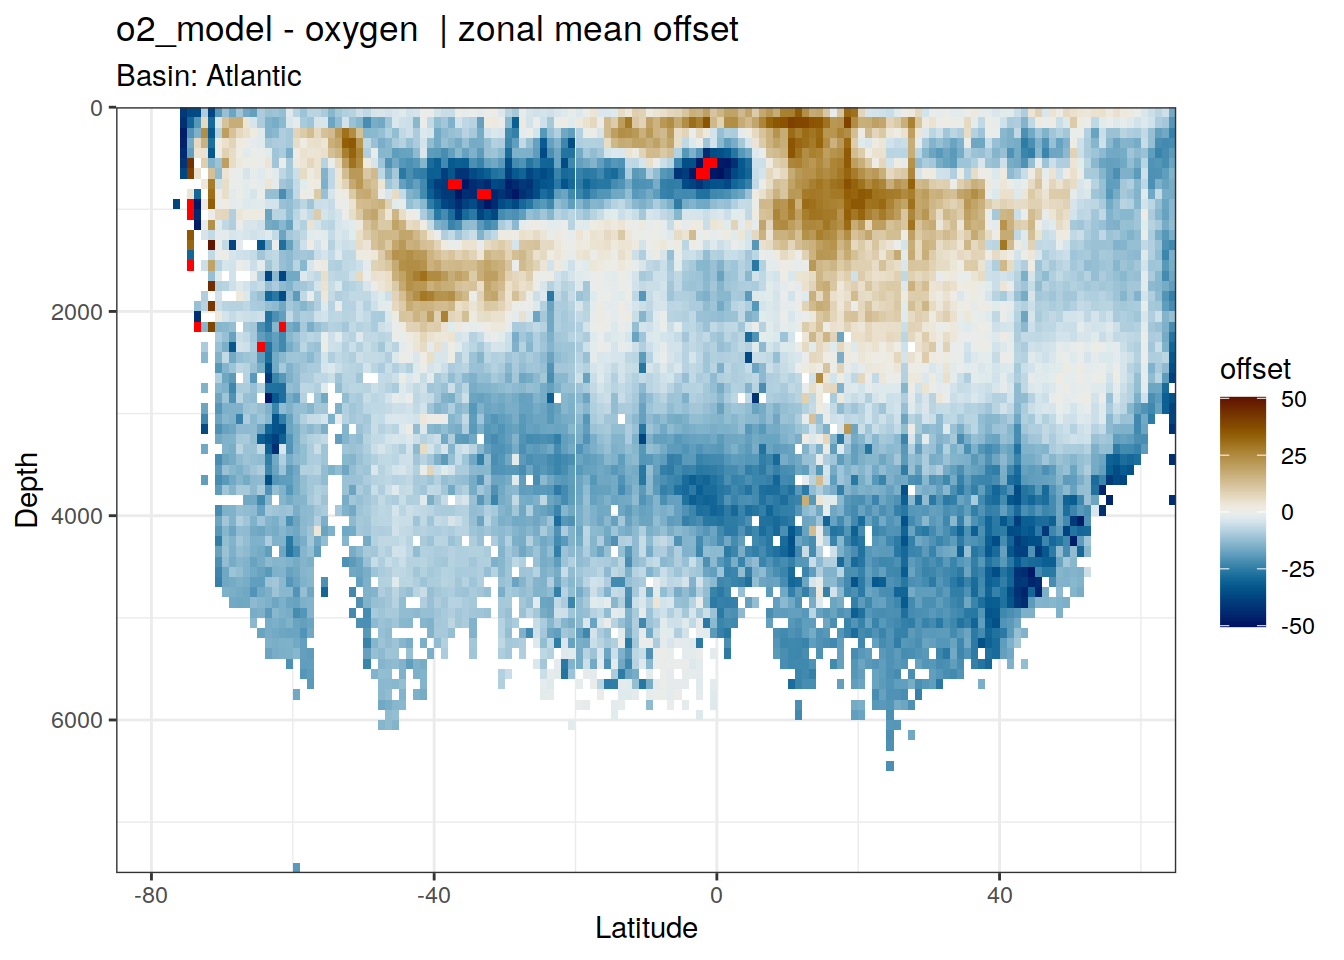 o2_model - oxygen  | zonal mean offset
Basin: Atlantic
0
2000
4000
6000
Depth
-80
-40
0
40
Latitude
offset
50
25
0
-25
-50